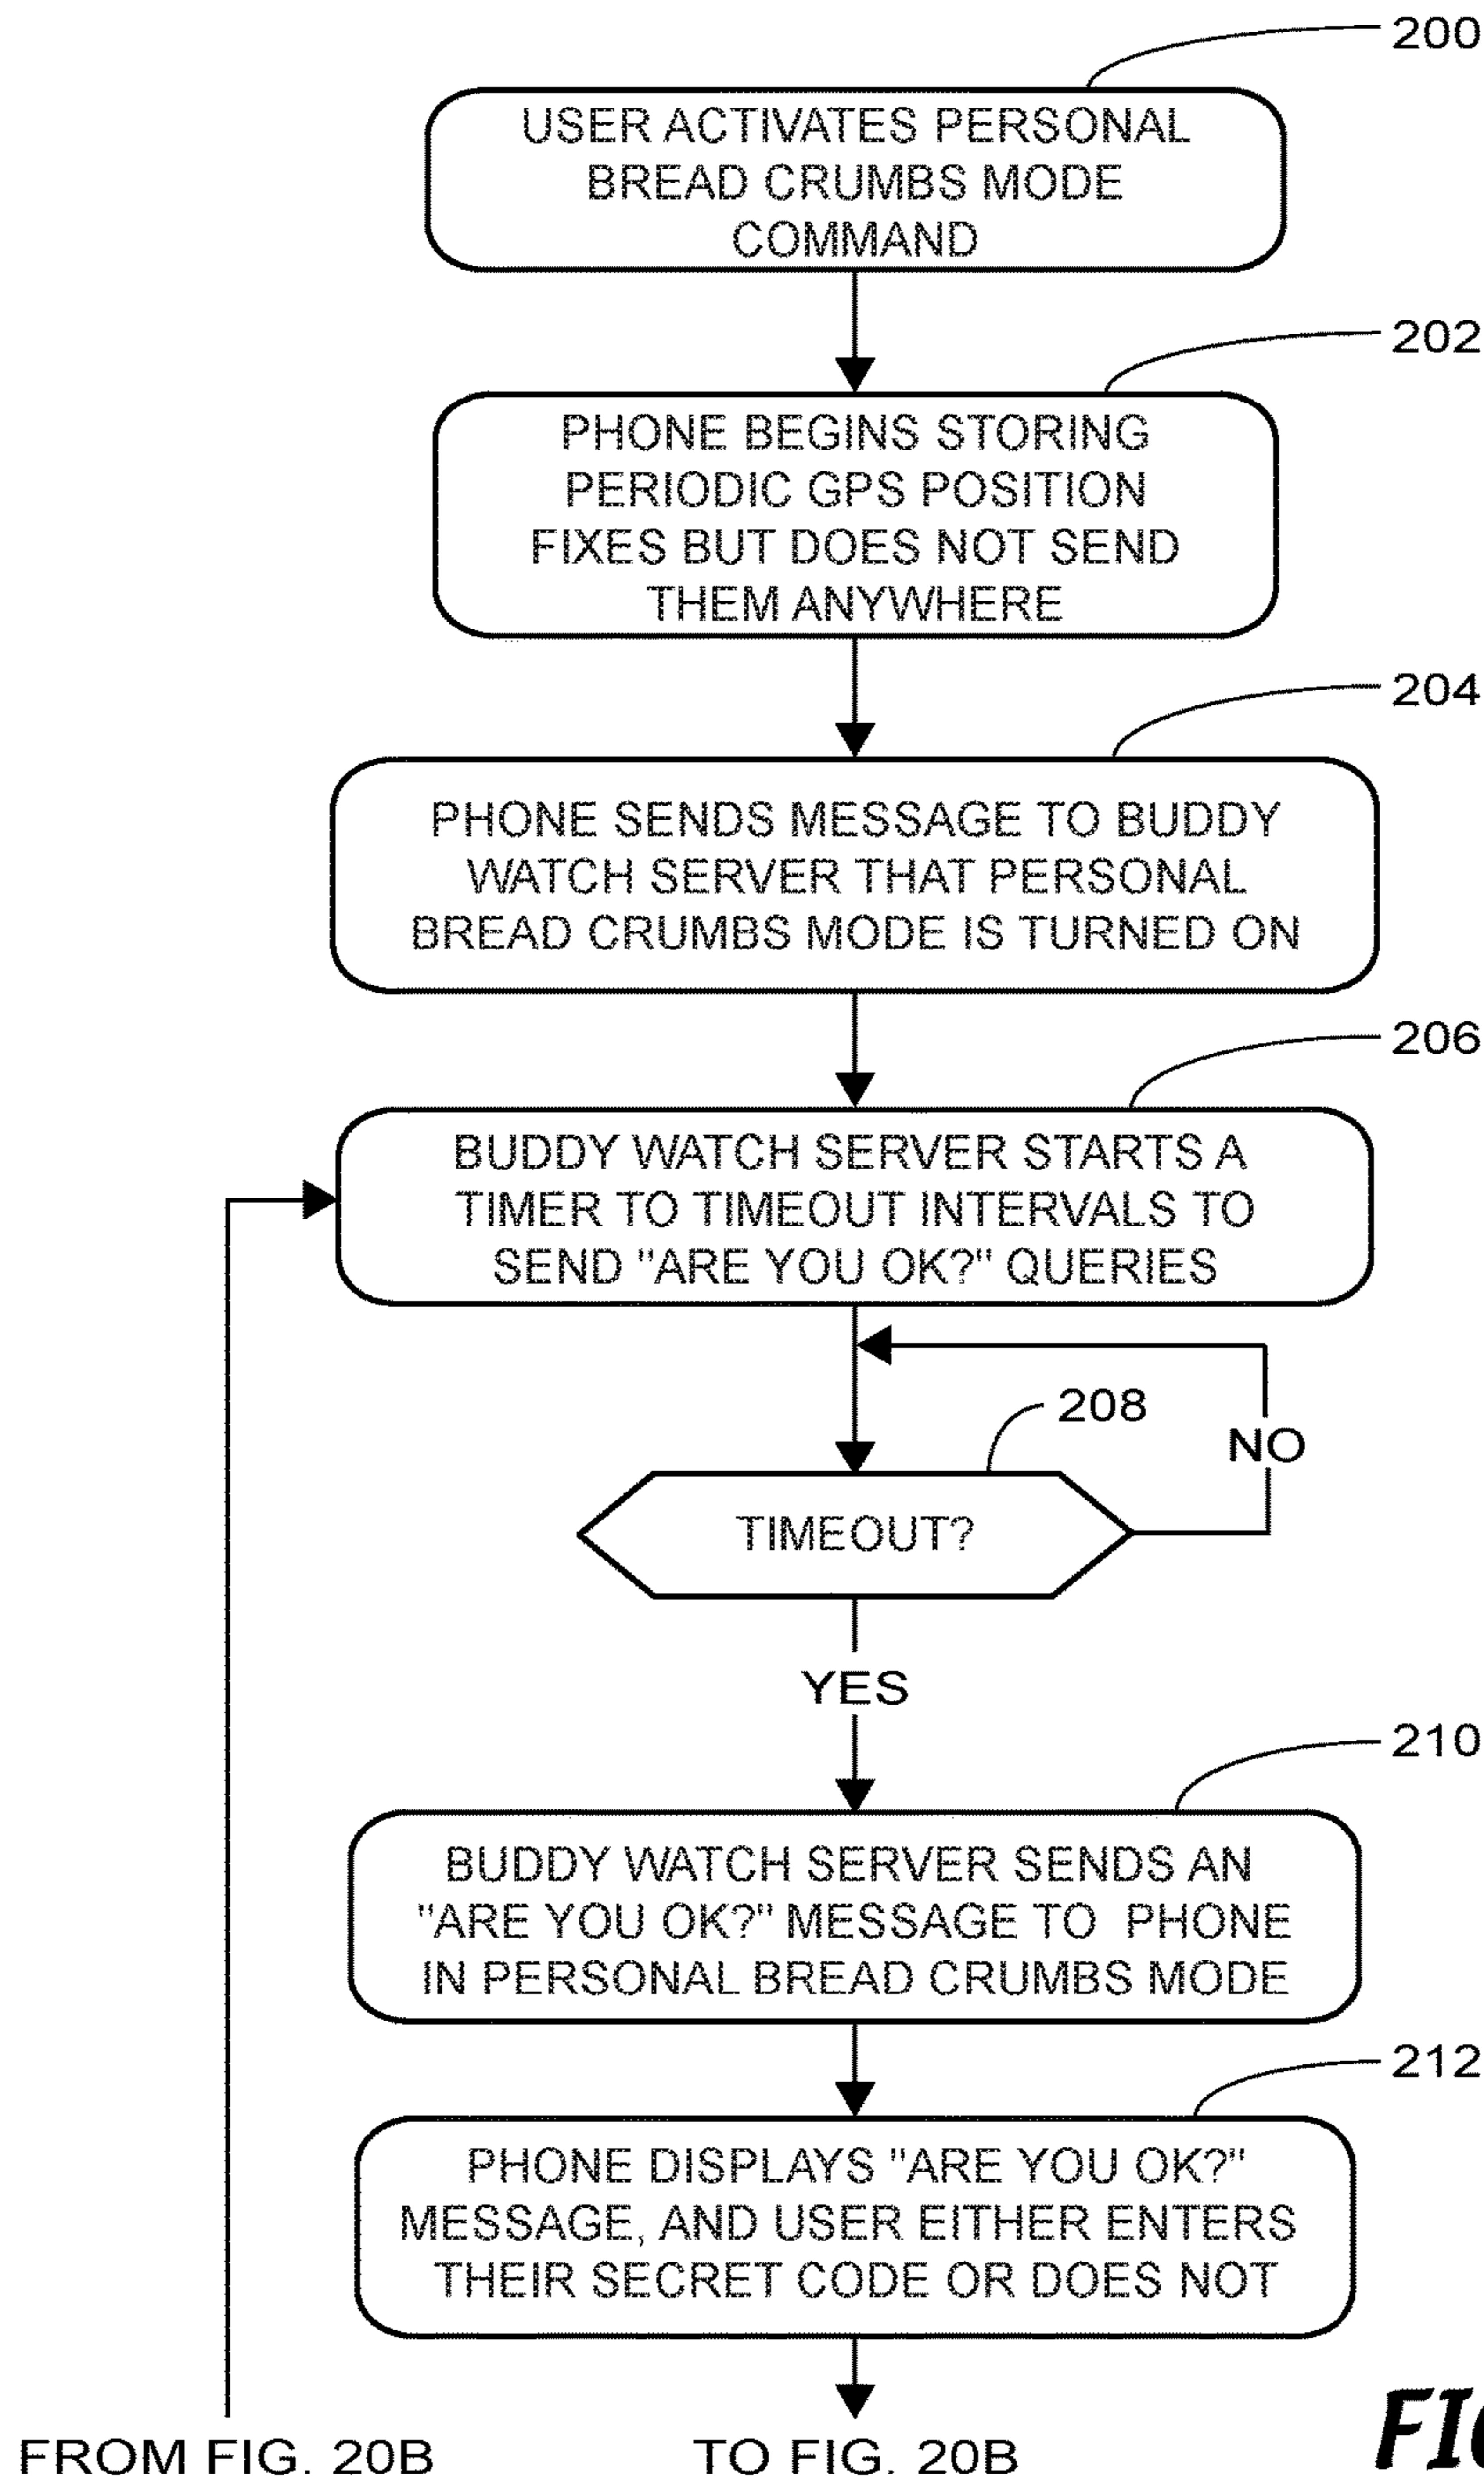 200
USER ACTIVATES PERSONAL
BREAD CRUMBS MODE
COMMAND
202
PHONE BEGINS STORING
PERIODIC GPS POSITION
FIXES BUT DOES NOT SEND
THEM ANYWHERE
204
PHONE SENDS MESSAGE TO BUDDY
WATCH SERVER THAT PERSONAL
BREAD CRUMBS MODE IS TURNED ON
206
BUDDY WATCH SERVER STARTS A
TIMER TO TIMEOUT INTERVALS TO
SEND "ARE YOU OK?" QUERIES
208
NO
TIMEOUT?
YES
210
BUDDY WATCH SERVER SENDS AN
"ARE YOU OK?" MESSAGE TO PHONE
IN PERSONAL BREAD CRUMBS MODE
212
PHONE DISPLAYS "ARE YOU OK?"
MESSAGE, AND USER EITHER ENTERS
THEIR SECRET CODE OR DOES NOT
FROM FIG. 20B
TO FIG. 20B